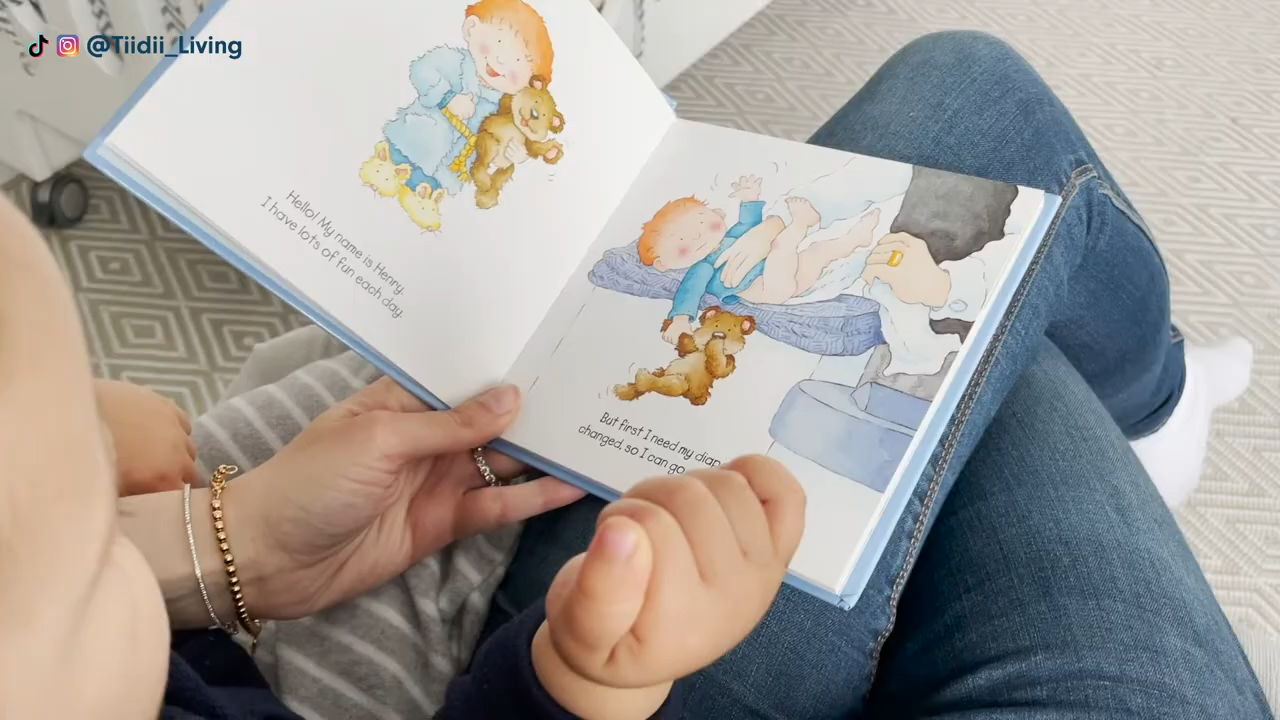 @Tiidii_Living
Hello! My name is Henry.
I have lots of fun each day.
But first I need my
changed, so I can go